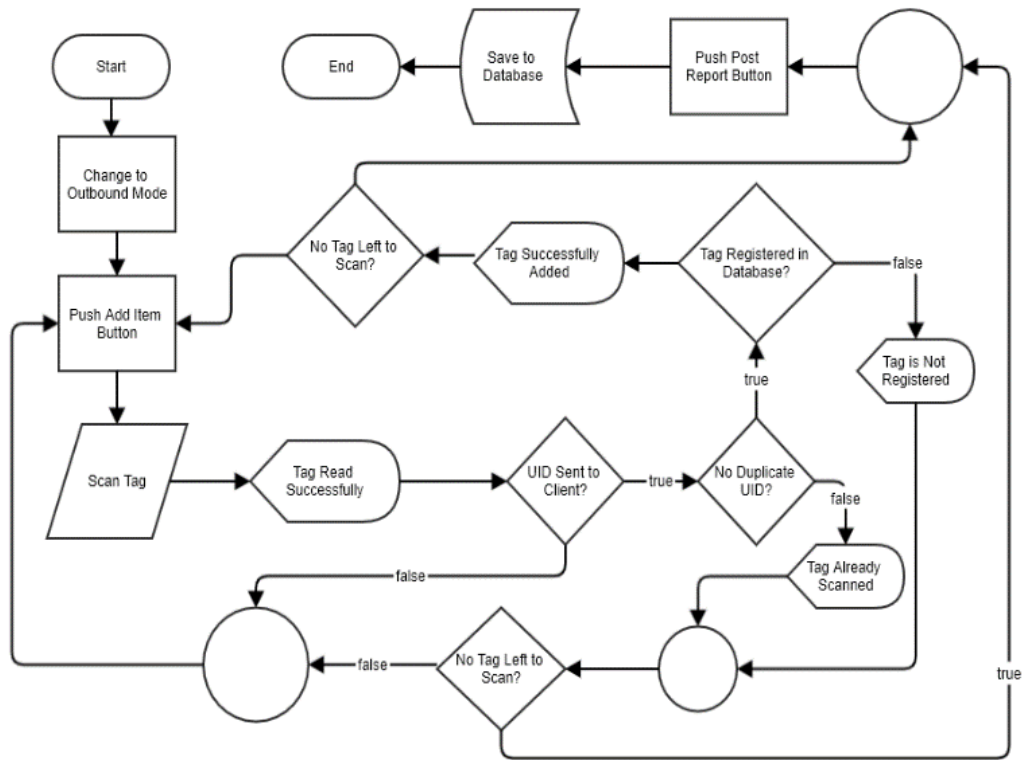 Start
End
Save to
Database
Push Post
Report Button
Change to
Outbound Mode
No Tag Left to
Scan?
Tag Successfully
Added
Tag Registered in
Database?
false
Push Add Item
Button
Tag is Not
Registered
true
Scan Tag
Tag Read
Successfully
UID Sent to
Client?
true
No Duplicate
UID?
false
Tag Already
Scanned
false
No Tag Left to
Scan?
false
true